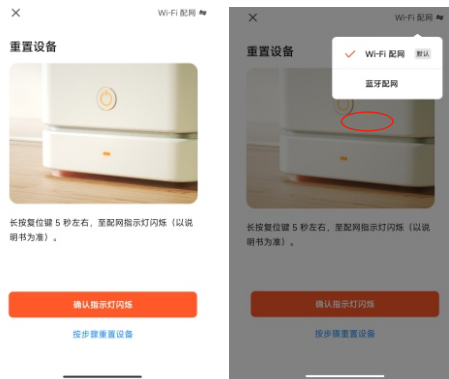 Wi-Fi 配网
重置设备
长按复位键 5 秒左右，至配网指示灯闪烁（以说
明书为准）。
确认指示灯闪烁
按步骤重置设备
Wi-Fi 配网
Wi-Fi 配网 默认
蓝牙配网
重置设备
长按复位键 5 秒左右，至配网指示灯闪烁（以说
明书为准）。
确认指示灯闪烁
按步骤重置设备